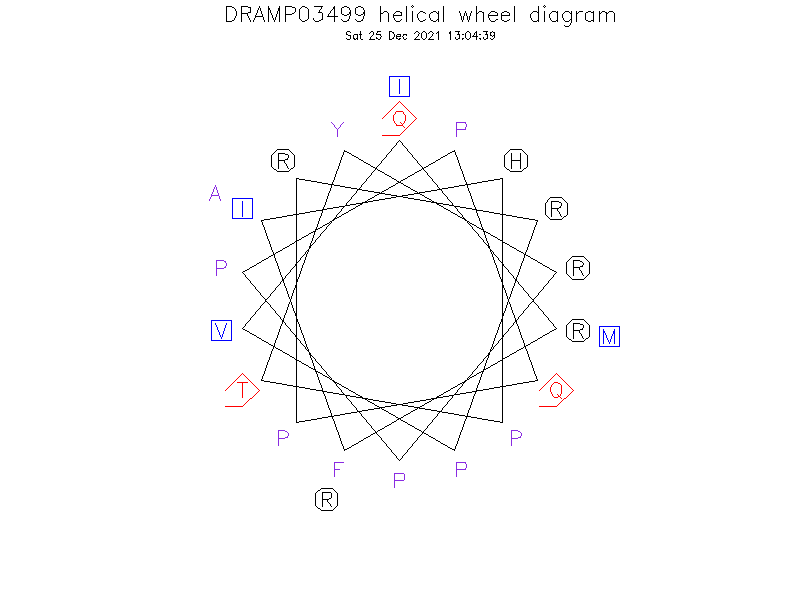 DRAMP03499 helical wheel diagram
Sat 25 Dec 2021 13:04:39
I
Q
Y P
R H
A I R
P R
V R M
T Q
P P
F P
P
R